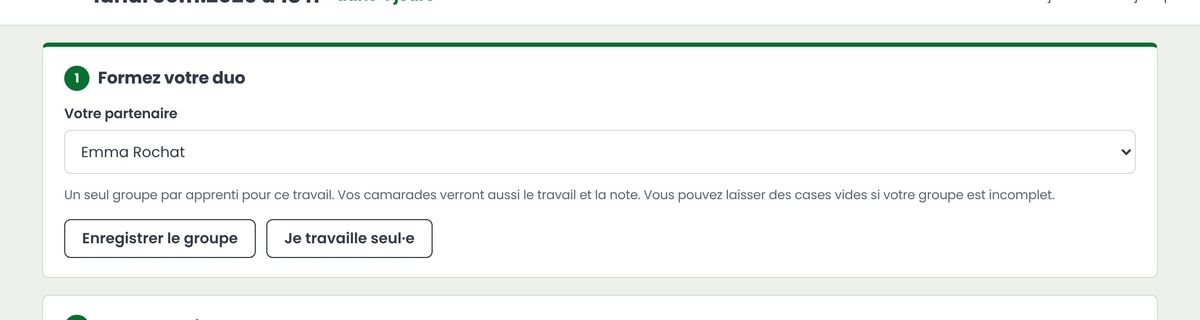 1 Formez votre duo
Votre partenaire
Emma Rochat
Un seul groupe par apprenti pour ce travail. Vos camarades verront aussi le travail et la note. Vous pouvez laisser des cases vides si votre groupe est incomplet.
Enregistrer le groupe Je travaille seul·e